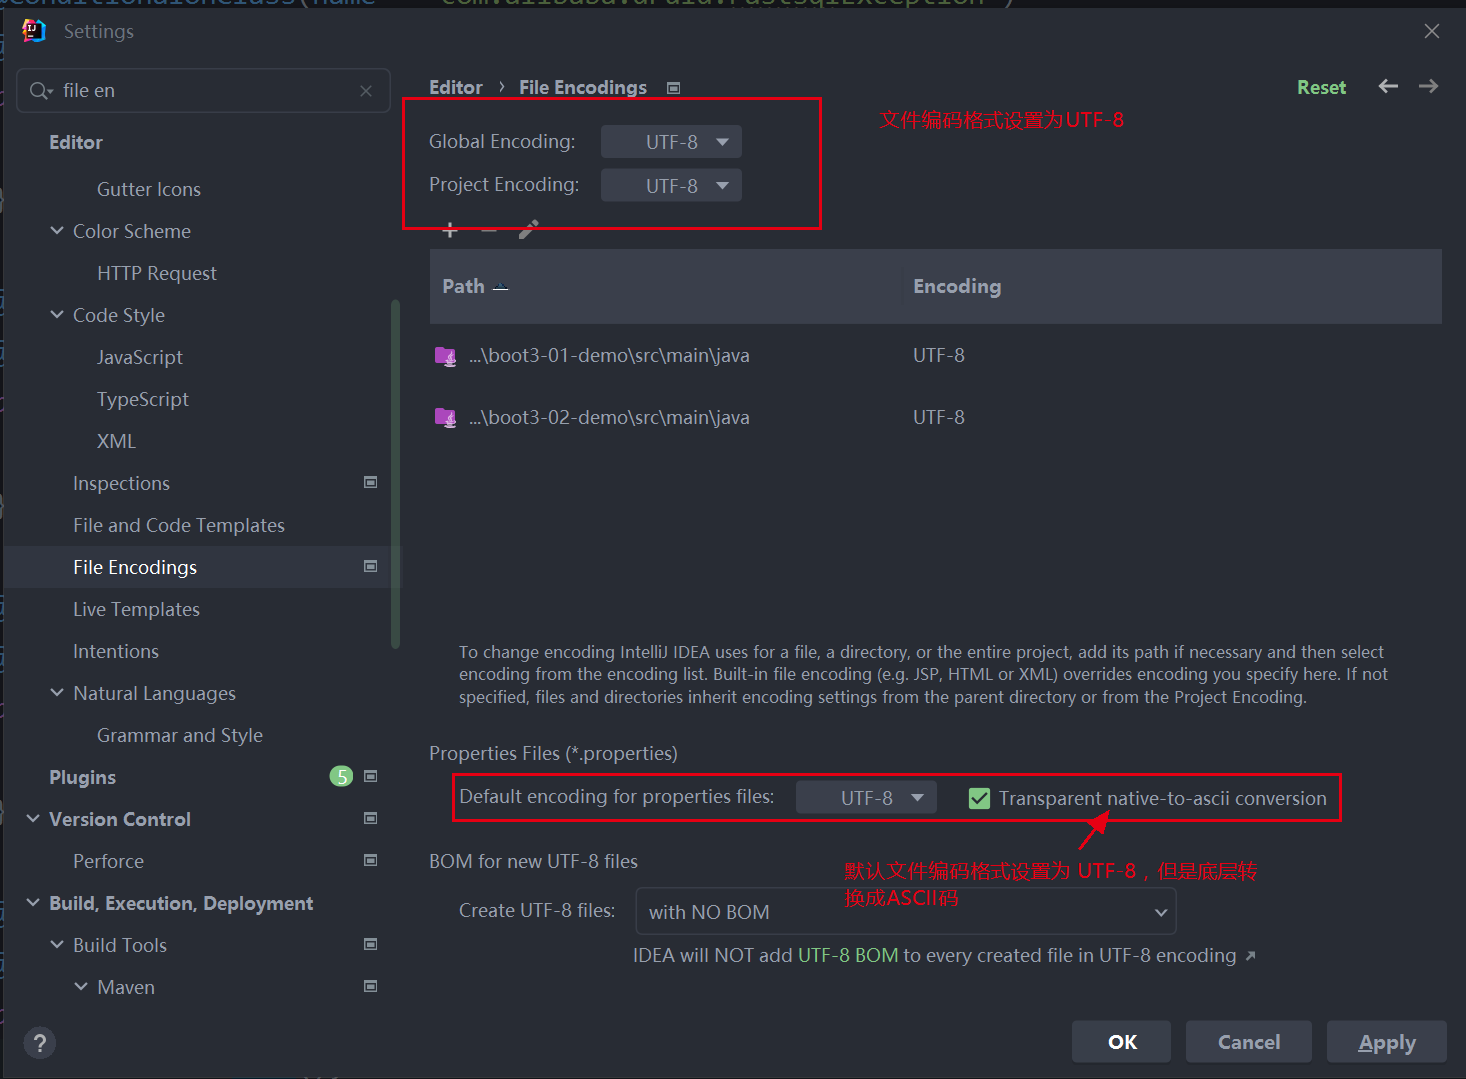 Settings
file en
Editor
Gutter Icons
Color Scheme
HTTP Request
Code Style
JavaScript
TypeScript
XML
Inspections
File and Code Templates
File Encodings
Live Templates
Intentions
Natural Languages
Grammar and Style
Plugins
5
Version Control
Perforce
Build, Execution, Deployment
Build Tools
Maven
?
Editor › File Encodings
Reset
Global Encoding: UTF-8
文件编码格式设置为UTF-8
Project Encoding: UTF-8
Path Encoding
...\boot3-01-demo\src\main\java UTF-8
...\boot3-02-demo\src\main\java UTF-8
To change encoding IntelliJ IDEA uses for a file, a directory, or the entire project, add its path if necessary and then select
encoding from the encoding list. Built-in file encoding (e.g. JSP, HTML or XML) overrides encoding you specify here. If not
specified, files and directories inherit encoding settings from the parent directory or from the Project Encoding.
Properties Files (*.properties)
Default encoding for properties files: UTF-8 Transparent native-to-ascii conversion
BOM for new UTF-8 files
默认文件编码格式设置为 UTF-8，但是底层转
换成ASCII码
Create UTF-8 files: with NO BOM
IDEA will NOT add UTF-8 BOM to every created file in UTF-8 encoding
OK Cancel Apply